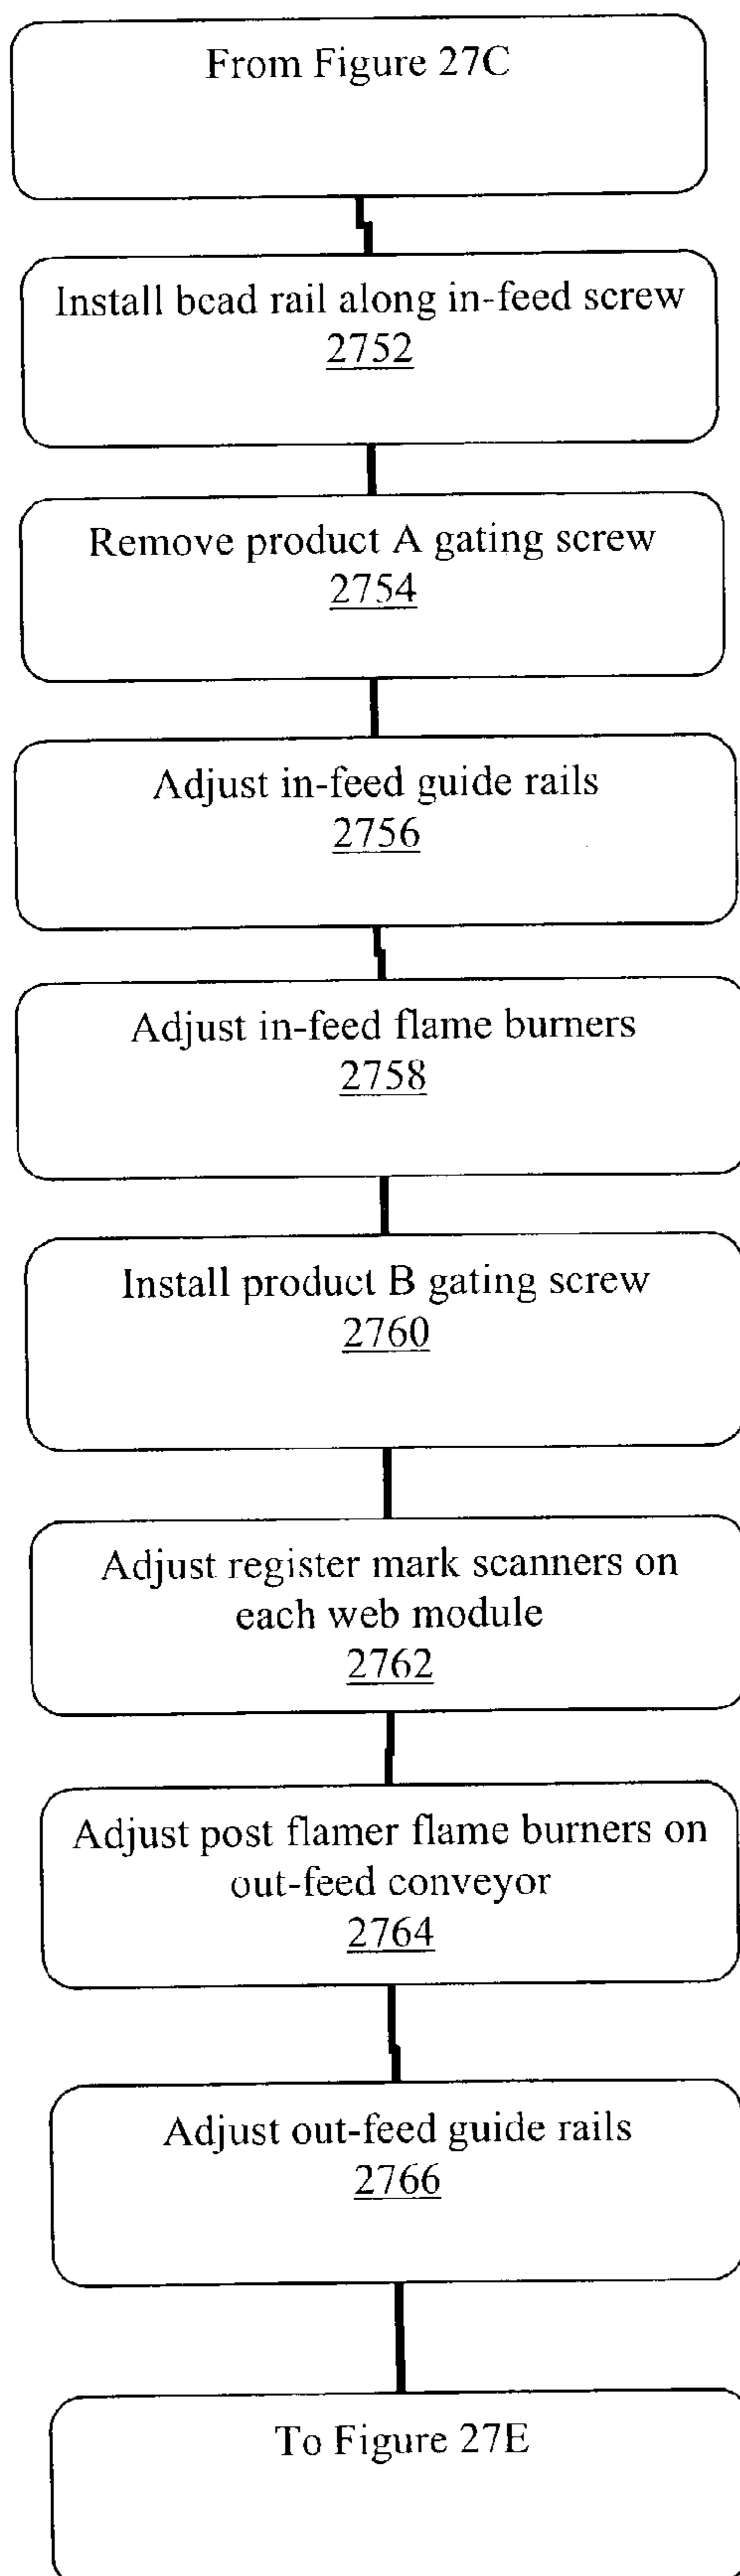 From Figure 27C
Install bead rail along in-feed screw
2752
Remove product A gating screw
2754
Adjust in-feed guide rails
2756
Adjust in-feed flame burners
2758
Install product B gating screw
2760
Adjust register mark scanners on
each web module
2762
Adjust post flamer flame burners on
out-feed conveyor
2764
Adjust out-feed guide rails
2766
To Figure 27E